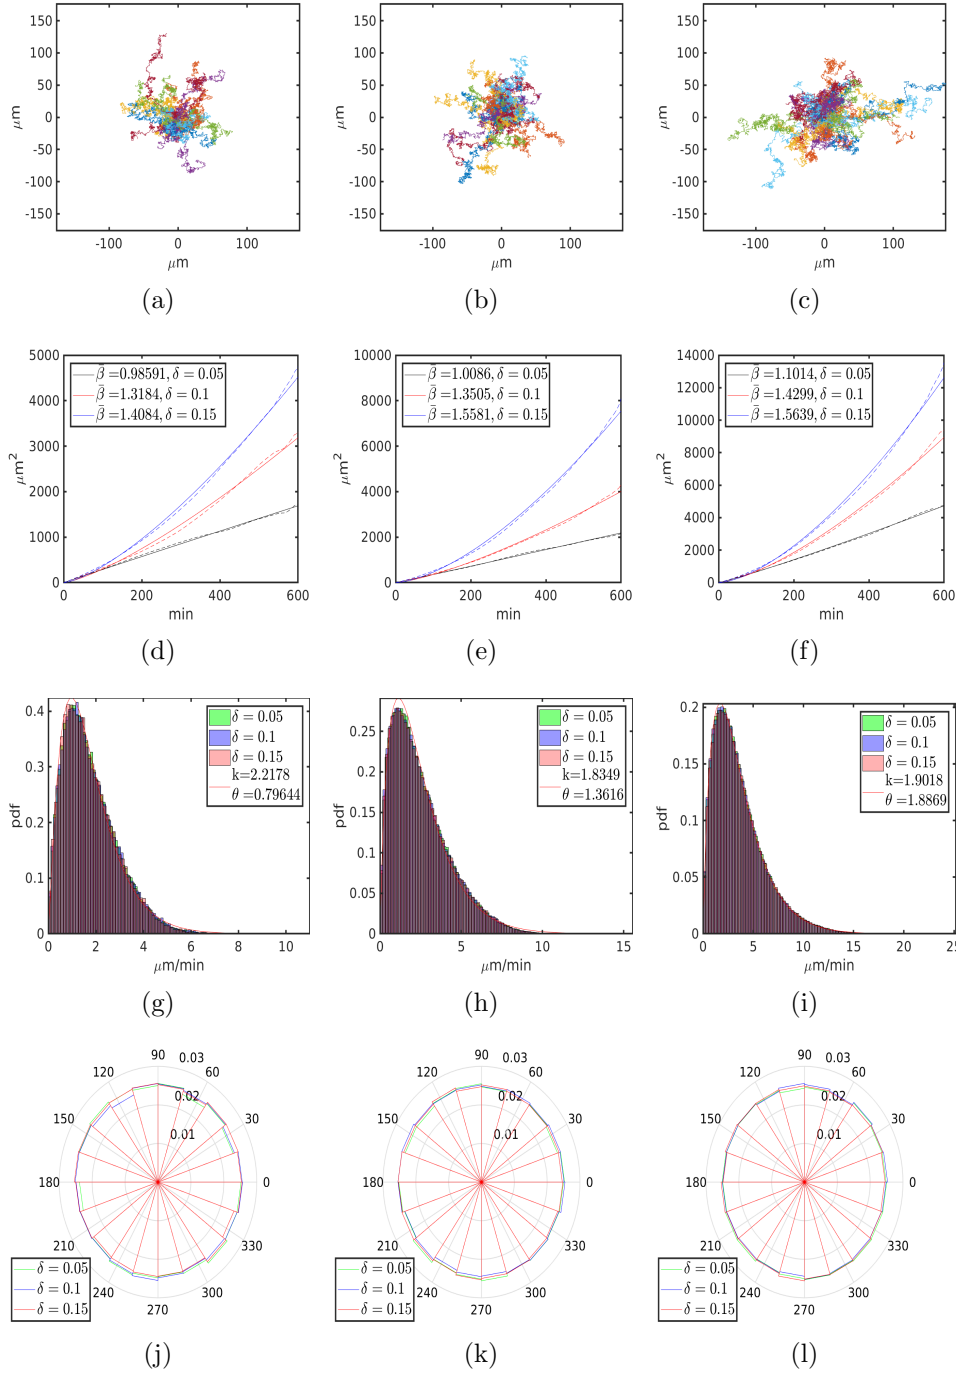 150
100
50
0
-50
-100
-150
μm
-100
0
100
μm
(a)
150
100
50
0
-50
-100
-150
μm
-100
0
100
μm
(b)
150
100
50
0
-50
-100
-150
μm
-100
0
100
μm
(c)
5000
4000
3000
2000
1000
0
μm²
β̄ =0.98591, δ = 0.05
β̄ =1.3184, δ = 0.1
β̄ =1.4084, δ = 0.15
0
200
400
600
min
(d)
10000
8000
6000
4000
2000
0
μm²
β̄ =1.0086, δ = 0.05
β̄ =1.3505, δ = 0.1
β̄ =1.5581, δ = 0.15
0
200
400
600
min
(e)
14000
12000
10000
8000
6000
4000
2000
0
μm²
β̄ =1.1014, δ = 0.05
β̄ =1.4299, δ = 0.1
β̄ =1.5639, δ = 0.15
0
200
400
600
min
(f)
0.4
0.3
0.2
0.1
0
pdf
δ = 0.05
δ = 0.1
δ = 0.15
k=2.2178
θ =0.79644
0
2
4
6
8
10
μm/min
(g)
0.25
0.2
0.15
0.1
0.05
0
pdf
δ = 0.05
δ = 0.1
δ = 0.15
k=1.8349
θ =1.3616
0
5
10
15
μm/min
(h)
0.2
0.15
0.1
0.05
0
pdf
δ = 0.05
δ = 0.1
δ = 0.15
k=1.9018
θ =1.8869
0
5
10
15
20
25
μm/min
(i)
90
0.03
120
60
0.02
150
30
0.01
180
0
210
330
240
300
270
δ = 0.05
δ = 0.1
δ = 0.15
(j)
90
0.03
120
60
0.02
150
30
0.01
180
0
210
330
240
300
270
δ = 0.05
δ = 0.1
δ = 0.15
(k)
90
0.03
120
60
0.02
150
30
0.01
180
0
210
330
240
300
270
δ = 0.05
δ = 0.1
δ = 0.15
(l)